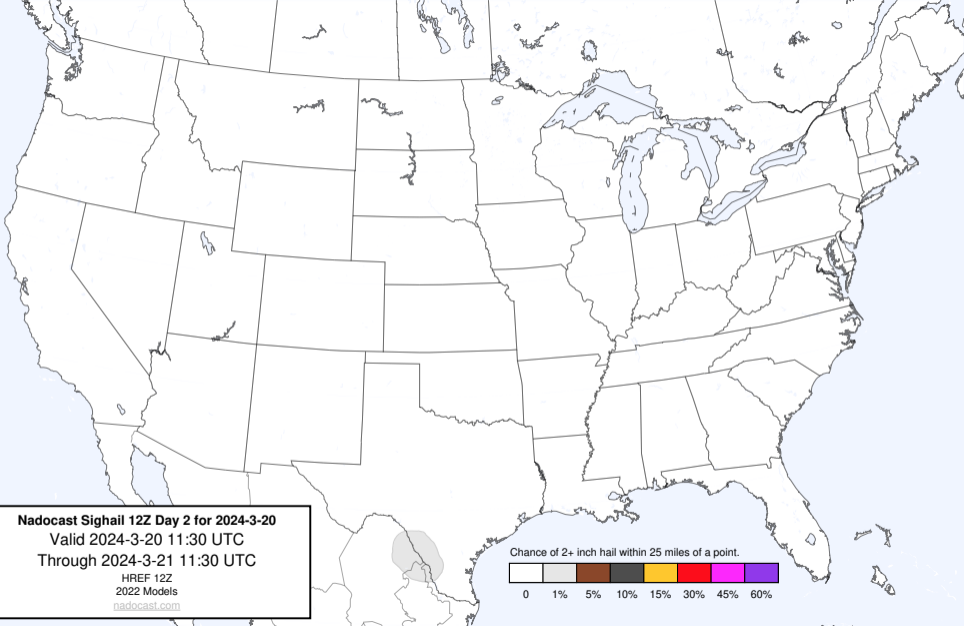 Nadocast Sighail 12Z Day 2 for 2024-3-20
Valid 2024-3-20 11:30 UTC
Through 2024-3-21 11:30 UTC
HREF 12Z
2022 Models
nadocast.com
Chance of 2+ inch hail within 25 miles of a point.
0 1% 5% 10% 15% 30% 45% 60%